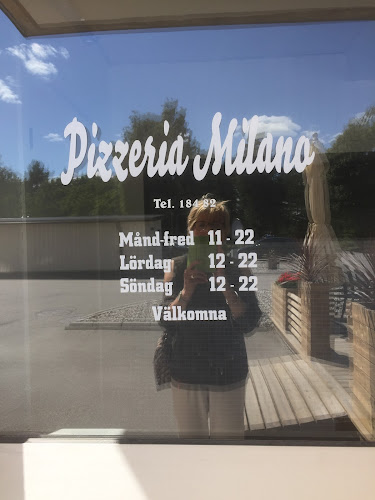 Pizzeria Milano
Tel. 184 82
Månd-fred 11 - 22
Lördag 12 - 22
Söndag 12 - 22
Välkomna